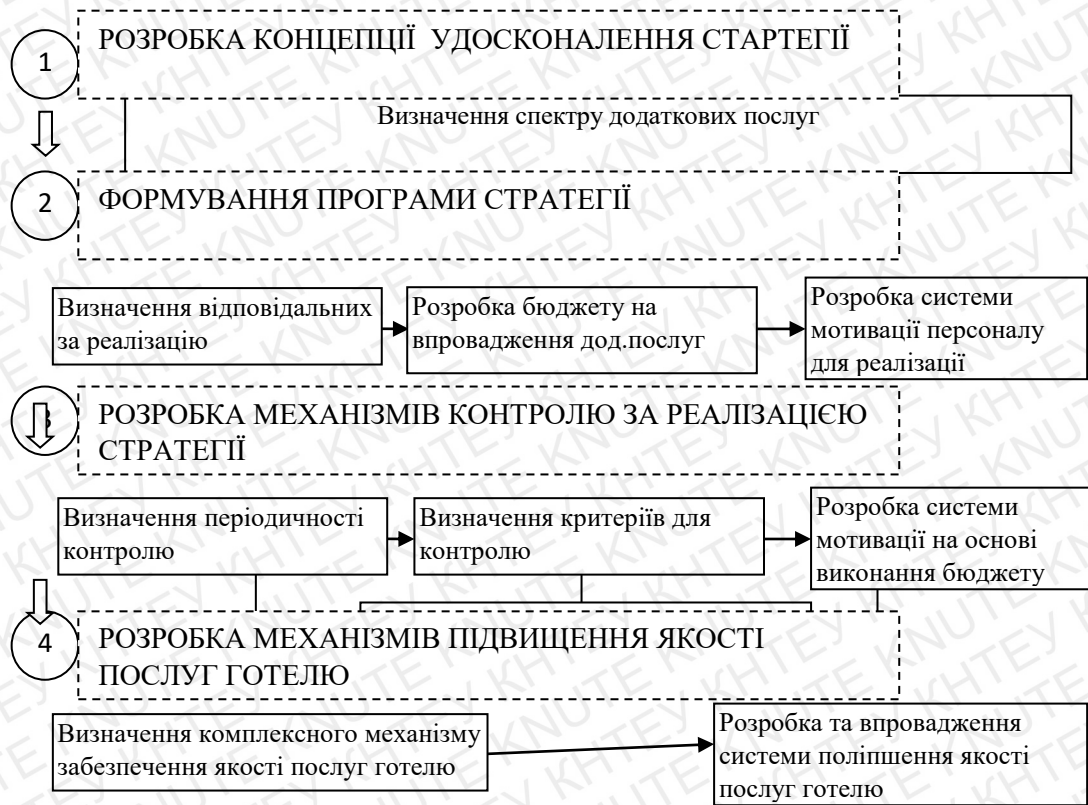 1
РОЗРОБКА КОНЦЕПЦІЇ УДОСКОНАЛЕННЯ СТАРТЕГІЇ
Визначення спектру додаткових послуг
2
ФОРМУВАННЯ ПРОГРАМИ СТРАТЕГІЇ
Визначення відповідальних
за реалізацію
Розробка бюджету на
впровадження дод.послуг
Розробка системи
мотивації персоналу
для реалізації
3
РОЗРОБКА МЕХАНІЗМІВ КОНТРОЛЮ ЗА РЕАЛІЗАЦІЄЮ
СТРАТЕГІЇ
Визначення періодичності
контролю
Визначення критеріїв для
контролю
Розробка системи
мотивації на основі
виконання бюджету
4
РОЗРОБКА МЕХАНІЗМІВ ПІДВИЩЕННЯ ЯКОСТІ
ПОСЛУГ ГОТЕЛЮ
Визначення комплексного механізму
забезпечення якості послуг готелю
Розробка та впровадження
системи поліпшення якості
послуг готелю